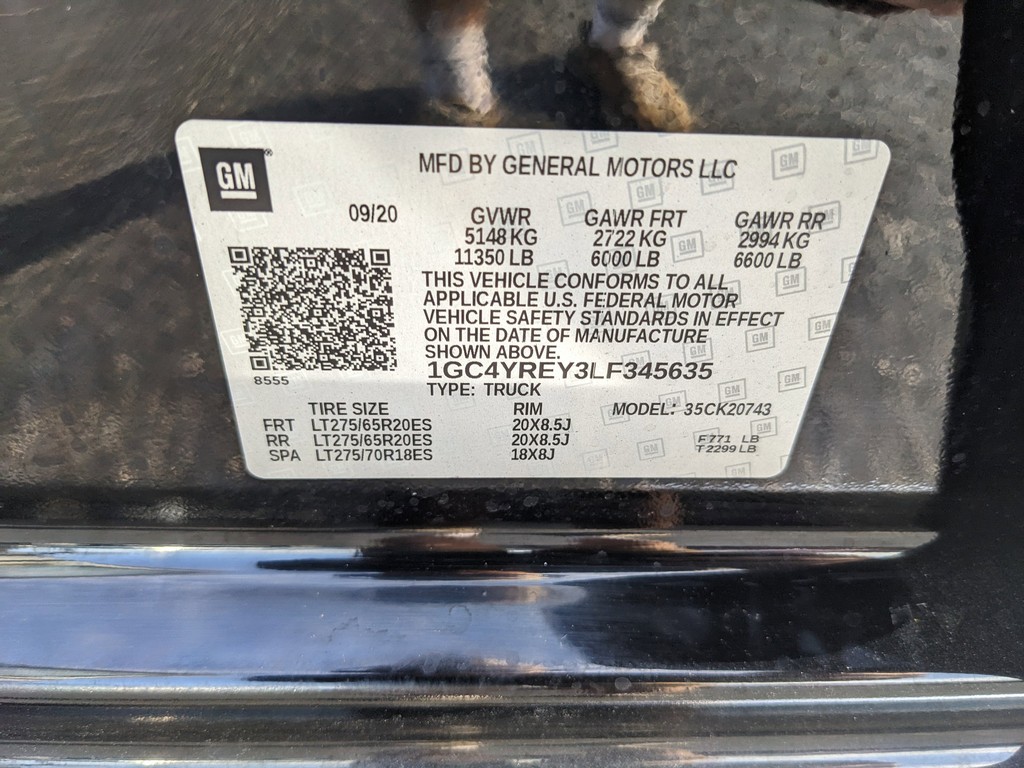 GM
MFD BY GENERAL MOTORS LLC
09/20 GVWR GAWR FRT GAWR RR
5148 KG 2722 KG 2994 KG
11350 LB 6000 LB 6600 LB
THIS VEHICLE CONFORMS TO ALL
APPLICABLE U.S. FEDERAL MOTOR
VEHICLE SAFETY STANDARDS IN EFFECT
ON THE DATE OF MANUFACTURE
SHOWN ABOVE.
1GC4YREY3LF345635
8555
TYPE: TRUCK
TIRE SIZE RIM MODEL: 35CK20743
FRT LT275/65R20ES 20X8.5J
RR LT275/65R20ES 20X8.5J
SPA LT275/70R18ES 18X8J
F 771 LB
T 2299 LB